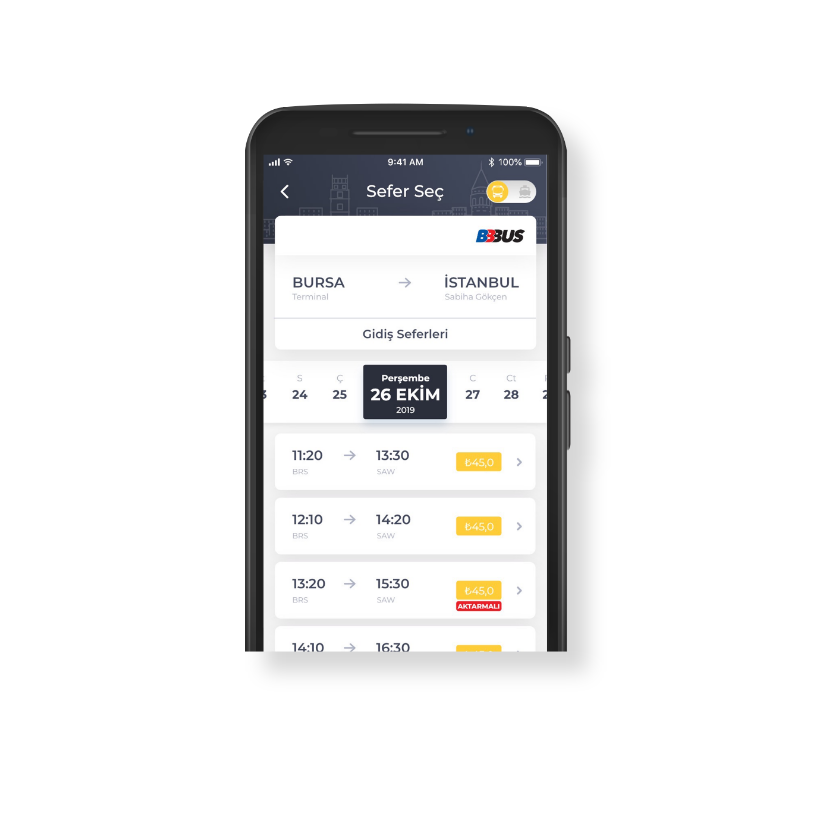 9:41 AM 100%
Sefer Seç
BBBUS
BURSA → İSTANBUL
Terminal Sabiha Gökçen
Gidiş Seferleri
S Ç Perşembe C Ct
24 25 26 EKİM 27 28
2019
11:20 → 13:30 ₺45,0
BRS SAW
12:10 → 14:20 ₺45,0
BRS SAW
13:20 → 15:30 ₺45,0
BRS SAW AKTARMALI
14:10 → 16:30